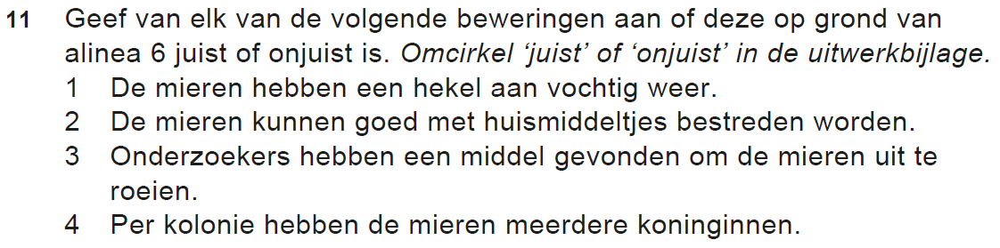 11 Geef van elk van de volgende beweringen aan of deze op grond van
alinea 6 juist of onjuist is. Omcirkel ‘juist’ of ‘onjuist’ in de uitwerkbijlage.
1 De mieren hebben een hekel aan vochtig weer.
2 De mieren kunnen goed met huismiddeltjes bestreden worden.
3 Onderzoekers hebben een middel gevonden om de mieren uit te
roeien.
4 Per kolonie hebben de mieren meerdere koninginnen.